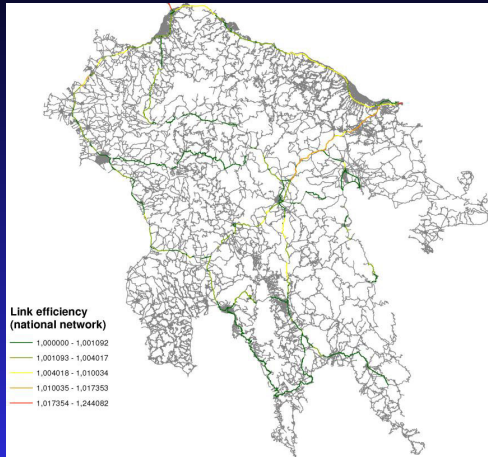 Link efficiency
(national network)
1,000000 - 1,001092
1,001093 - 1,004017
1,004018 - 1,010034
1,010035 - 1,017353
1,017354 - 1,244082